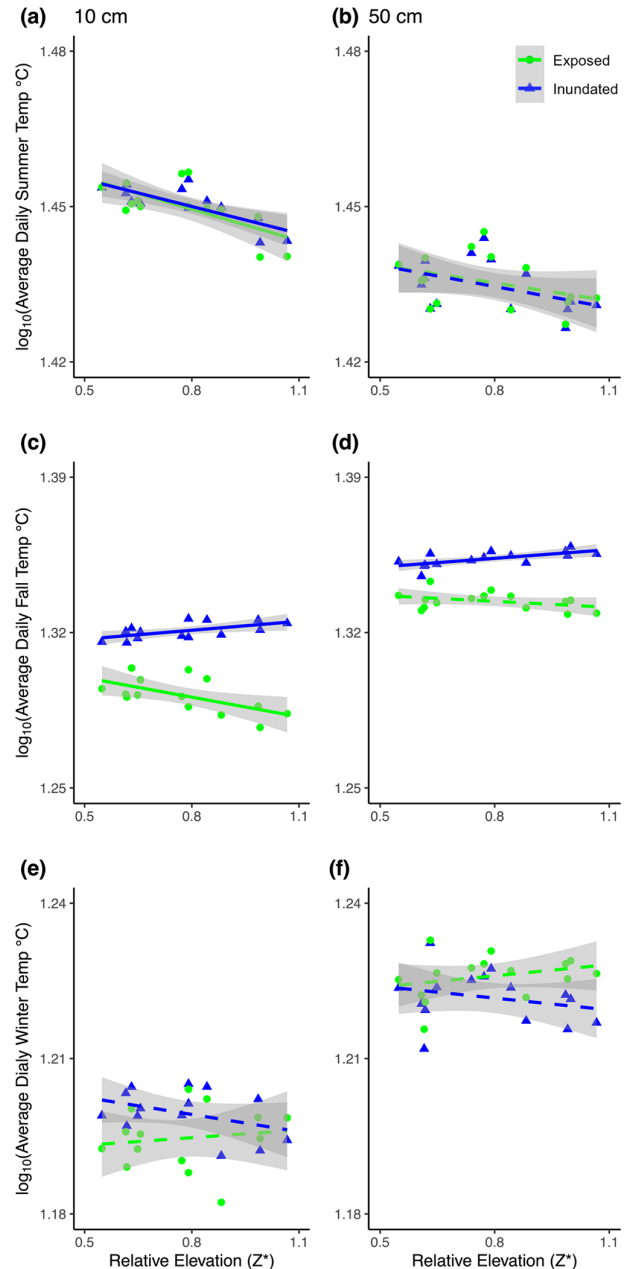 (a) 10 cm
(b) 50 cm
log10(Average Daily Summer Temp °C)
1.48
1.45
1.42
0.5 0.8 1.1
1.48
1.45
1.42
0.5 0.8 1.1
Exposed
Inundated
(c)
(d)
log10(Average Daily Fall Temp °C)
1.39
1.32
1.25
0.5 0.8 1.1
1.39
1.32
1.25
0.5 0.8 1.1
(e)
(f)
log10(Average Dialy Winter Temp °C)
1.24
1.21
1.18
0.5 0.8 1.1
Relative Elevation (Z*)
1.24
1.21
1.18
0.5 0.8 1.1
Relative Elevation (Z*)